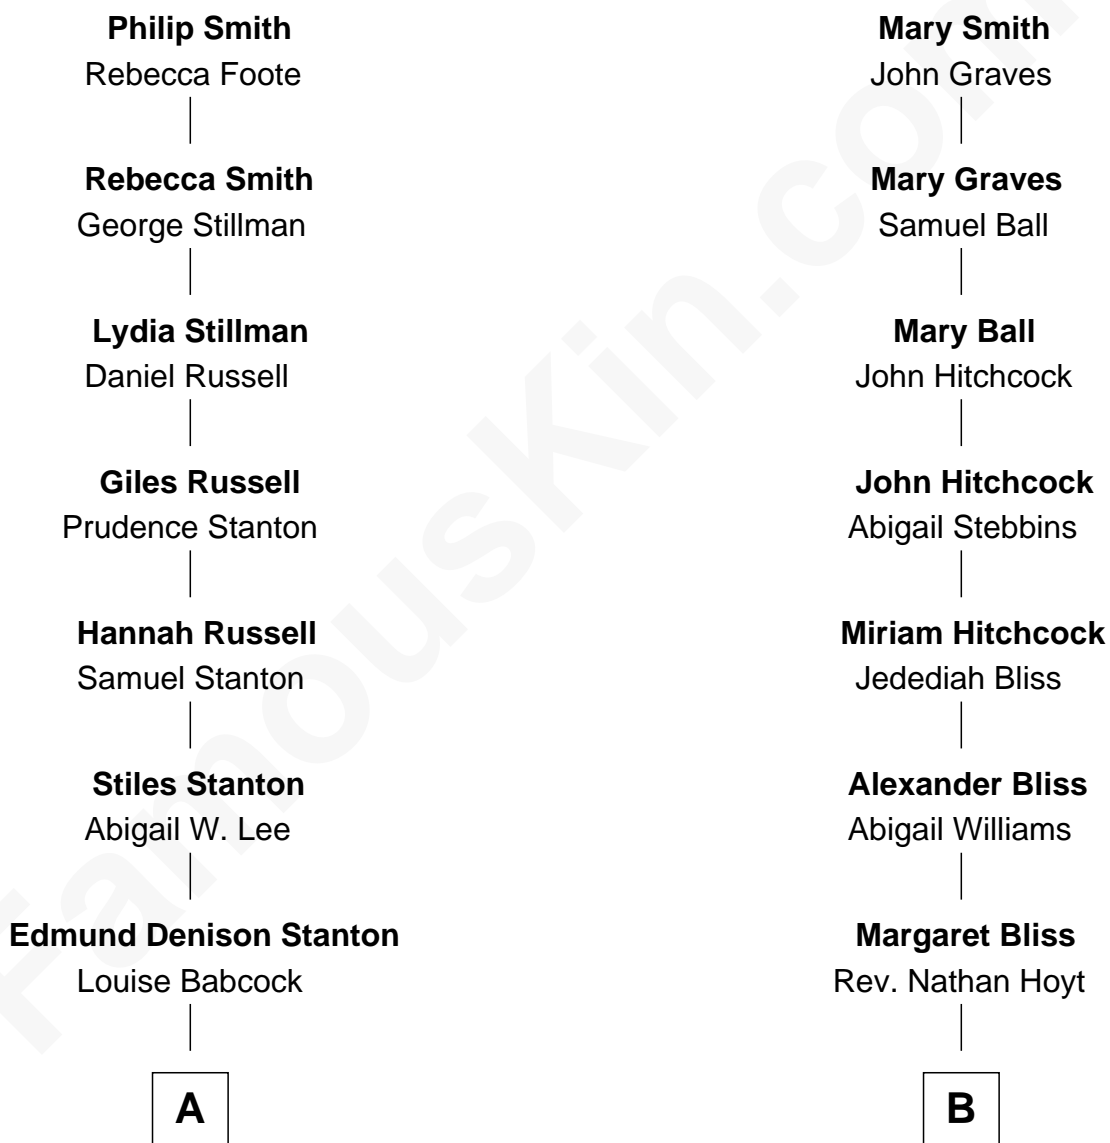 Philip Smith
Rebecca Foote
Rebecca Smith
George Stillman
Lydia Stillman
Daniel Russell
Giles Russell
Prudence Stanton
Hannah Russell
Samuel Stanton
Stiles Stanton
Abigail W. Lee
Edmund Denison Stanton
Louise Babcock
A
Mary Smith
John Graves
Mary Graves
Samuel Ball
Mary Ball
John Hitchcock
John Hitchcock
Abigail Stebbins
Miriam Hitchcock
Jedediah Bliss
Alexander Bliss
Abigail Williams
Margaret Bliss
Rev. Nathan Hoyt
B
FamousKin.com